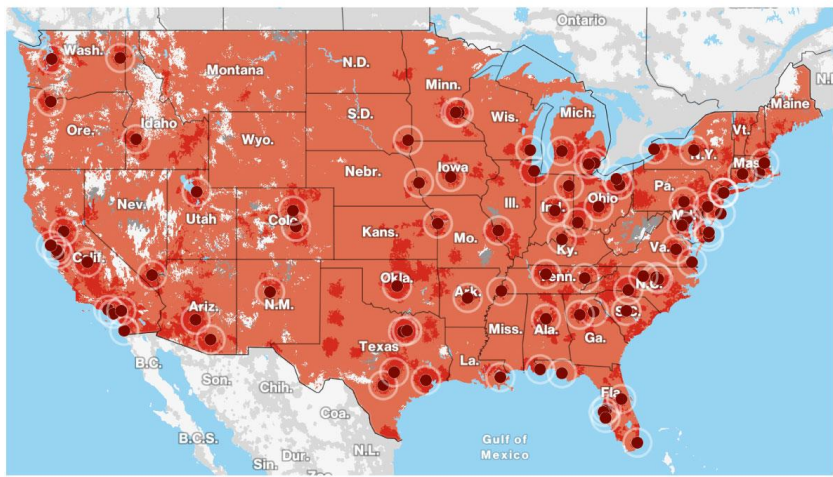 Ontario
Wash.
Montana
N.D.
Minn.
N.
Maine
Ore.
Idaho
S.D.
Wis.
Mich.
Vt.
Wyo.
N.Y.
Mas
Nebr.
Iowa
Pa.
Nev.
Utah
Colo.
Ill.
Ind.
Ohio
M
Kans.
Mo.
Ky.
Va.
Calif.
Okla.
Tenn.
N.C.
Ariz.
N.M.
Ark.
S.C.
Texas
Miss.
Ala.
Ga.
B.C.
Son.
Chih.
La.
Fla.
Coa.
B.C.S.
Gulf of
Mexico
Sin.
Dur.
N.L.